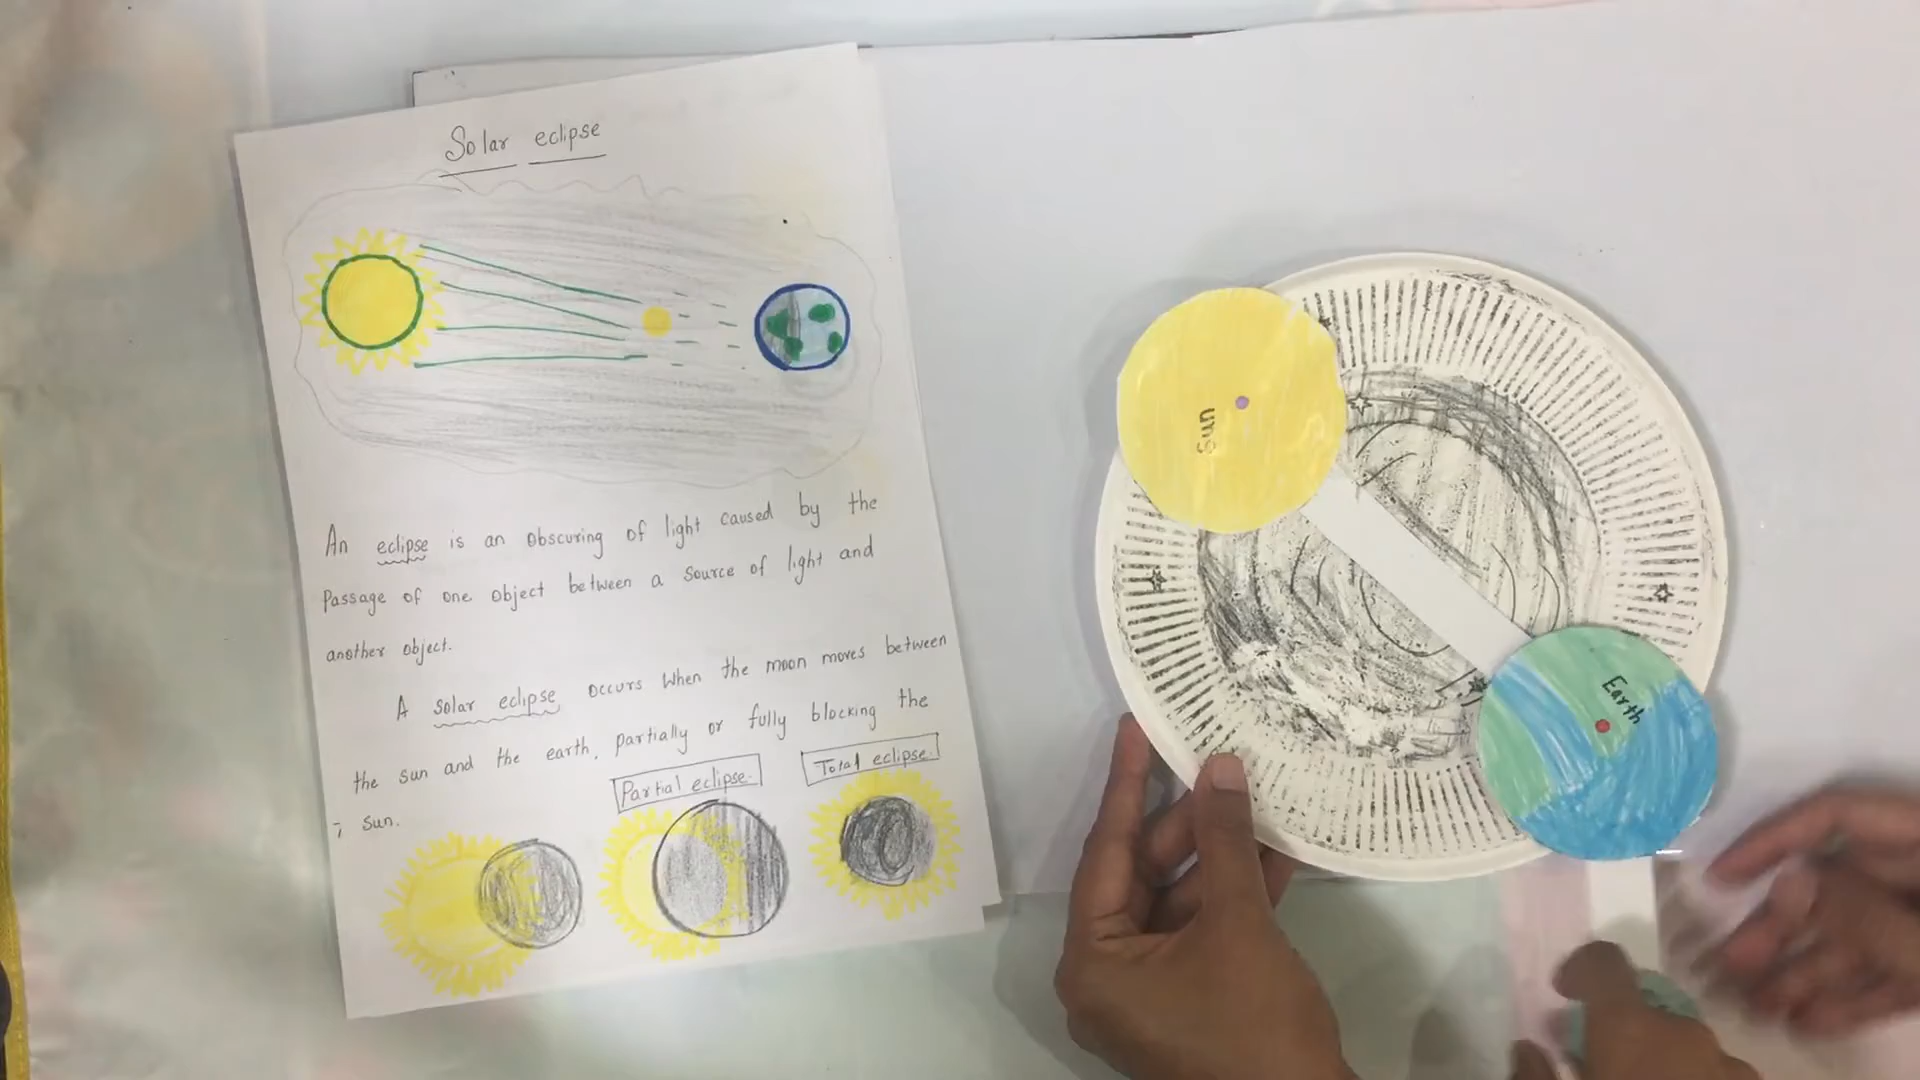 Solar eclipse
An eclipse is an obscuring of light caused by the
passage of one object between a source of light and
another object.
A solar eclipse occurs when the moon moves between
the sun and the earth, partially or fully blocking the
sun.
Partial eclipse.
Total eclipse.
Sun
Earth